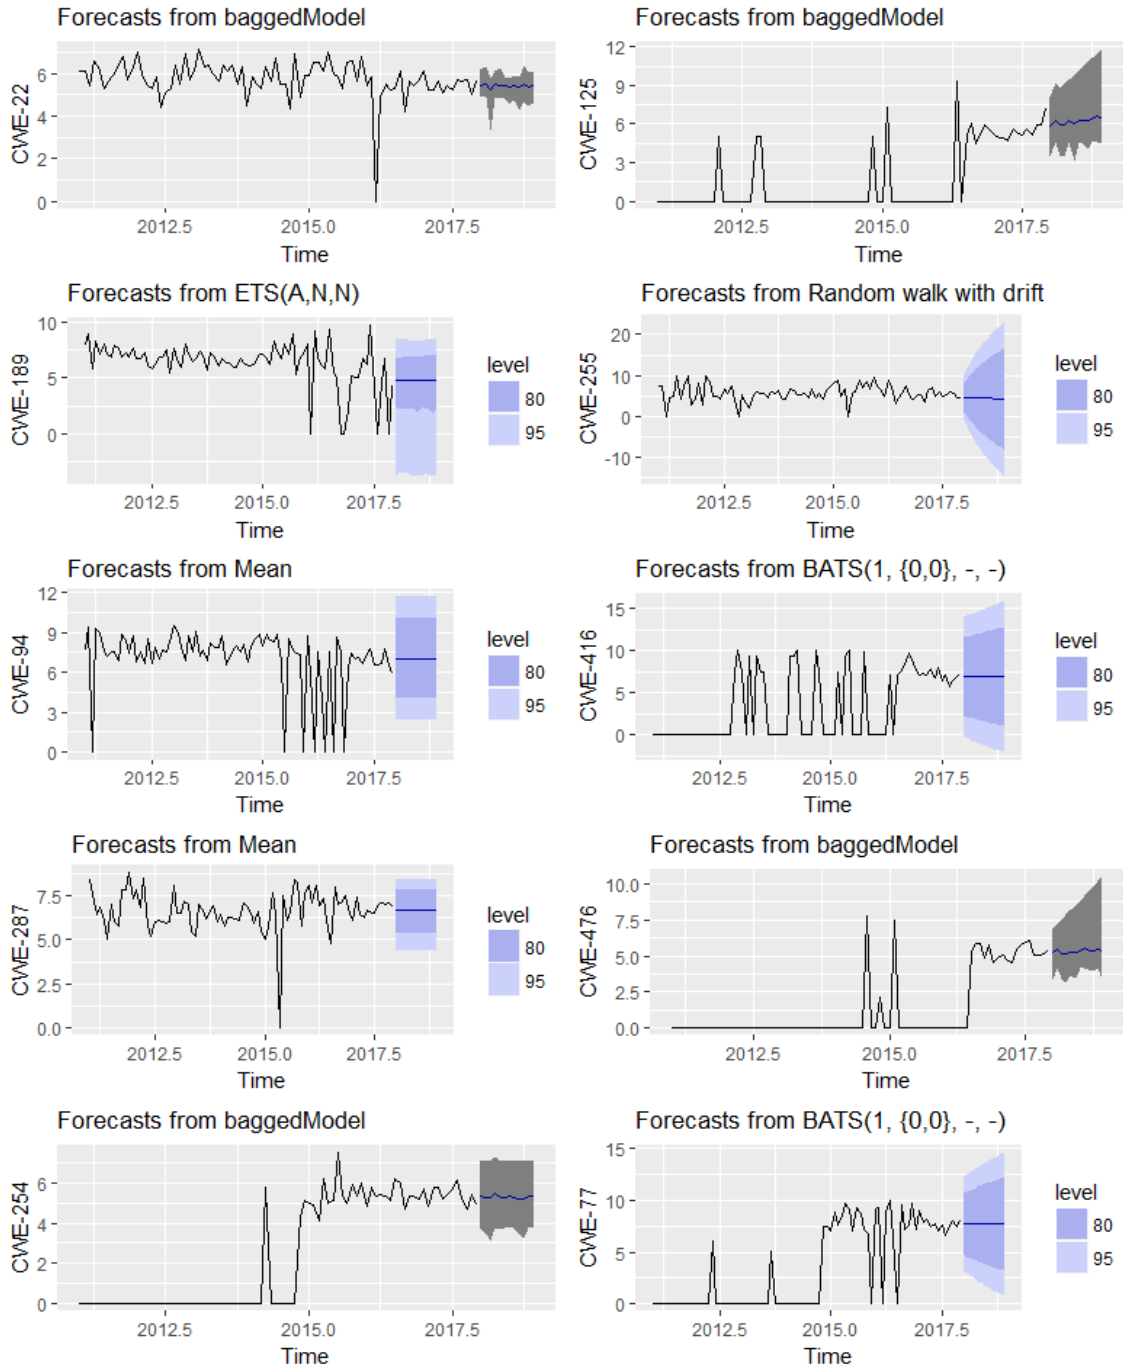 Forecasts from baggedModel
CWE-22
6
4
2
0
2012.5 2015.0 2017.5
Time
Forecasts from baggedModel
CWE-125
12
9
6
3
0
2012.5 2015.0 2017.5
Time
Forecasts from ETS(A,N,N)
CWE-189
10
5
0
2012.5 2015.0 2017.5
Time
level
80
95
Forecasts from Random walk with drift
CWE-255
20
10
0
-10
2012.5 2015.0 2017.5
Time
level
80
95
Forecasts from Mean
CWE-94
12
9
6
3
0
2012.5 2015.0 2017.5
Time
level
80
95
Forecasts from BATS(1, {0,0}, -, -)
CWE-416
15
10
5
0
2012.5 2015.0 2017.5
Time
level
80
95
Forecasts from Mean
CWE-287
7.5
5.0
2.5
0.0
2012.5 2015.0 2017.5
Time
level
80
95
Forecasts from baggedModel
CWE-476
10.0
7.5
5.0
2.5
0.0
2012.5 2015.0 2017.5
Time
Forecasts from baggedModel
CWE-254
6
4
2
0
2012.5 2015.0 2017.5
Time
Forecasts from BATS(1, {0,0}, -, -)
CWE-77
15
10
5
0
2012.5 2015.0 2017.5
Time
level
80
95